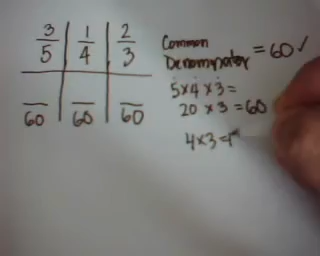 3/5 1/4 2/3
Common
Denominator = 60 ✓
5×4×3=
20×3=60
/60 /60 /60
4×3=1